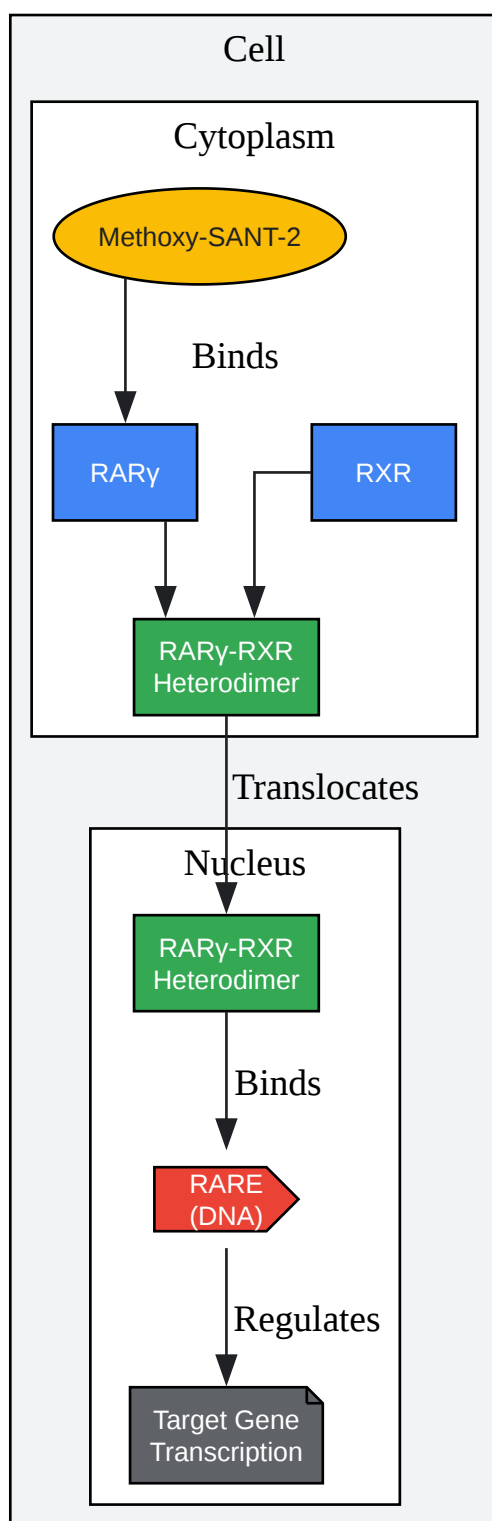 Cell
Cytoplasm
Methoxy-SANT-2
Binds
RARγ
RXR
RARγ-RXR
Heterodimer
Translocates
Nucleus
RARγ-RXR
Heterodimer
Binds
RARE
(DNA)
Regulates
Target Gene
Transcription